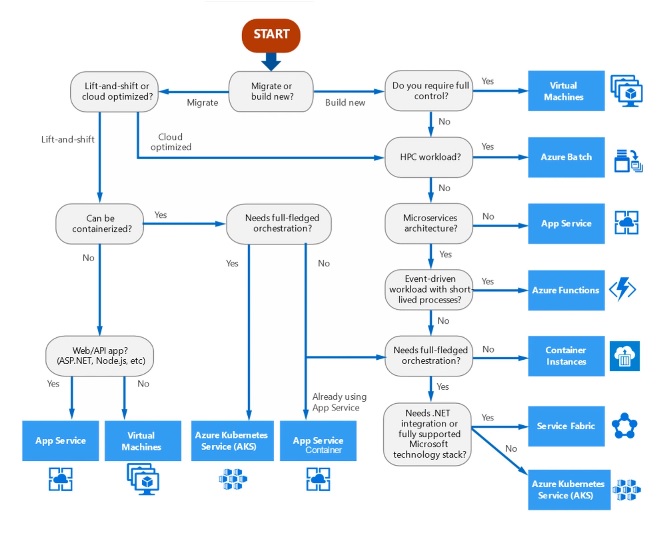 START
Lift-and-shift or
cloud optimized?
Migrate or
build new?
Do you require full
control?
Yes
Virtual
Machines
Migrate
Build new
No
Lift-and-shift
Cloud
optimized
HPC workload?
Yes
Azure Batch
No
Can be
containerized?
Yes
Needs full-fledged
orchestration?
Microservices
architecture?
No
App Service
No
Yes
No
Yes
Event-driven
workload with short
lived processes?
Yes
Azure Functions
No
Web/API app?
(ASP.NET, Node.js, etc)
Needs full-fledged
orchestration?
No
Container
Instances
Yes
No
Already using
App Service
Yes
App Service
Virtual
Machines
Azure Kubernetes
Service (AKS)
App Service
Container
Needs .NET
integration or
fully supported
Microsoft
technology stack?
Yes
Service Fabric
No
Azure Kubernetes
Service (AKS)